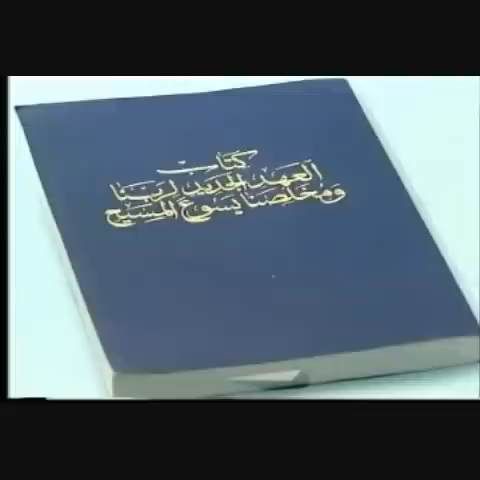 كتاب
العهد الجديد لربنا
ومخلصنا يسوع المسيح